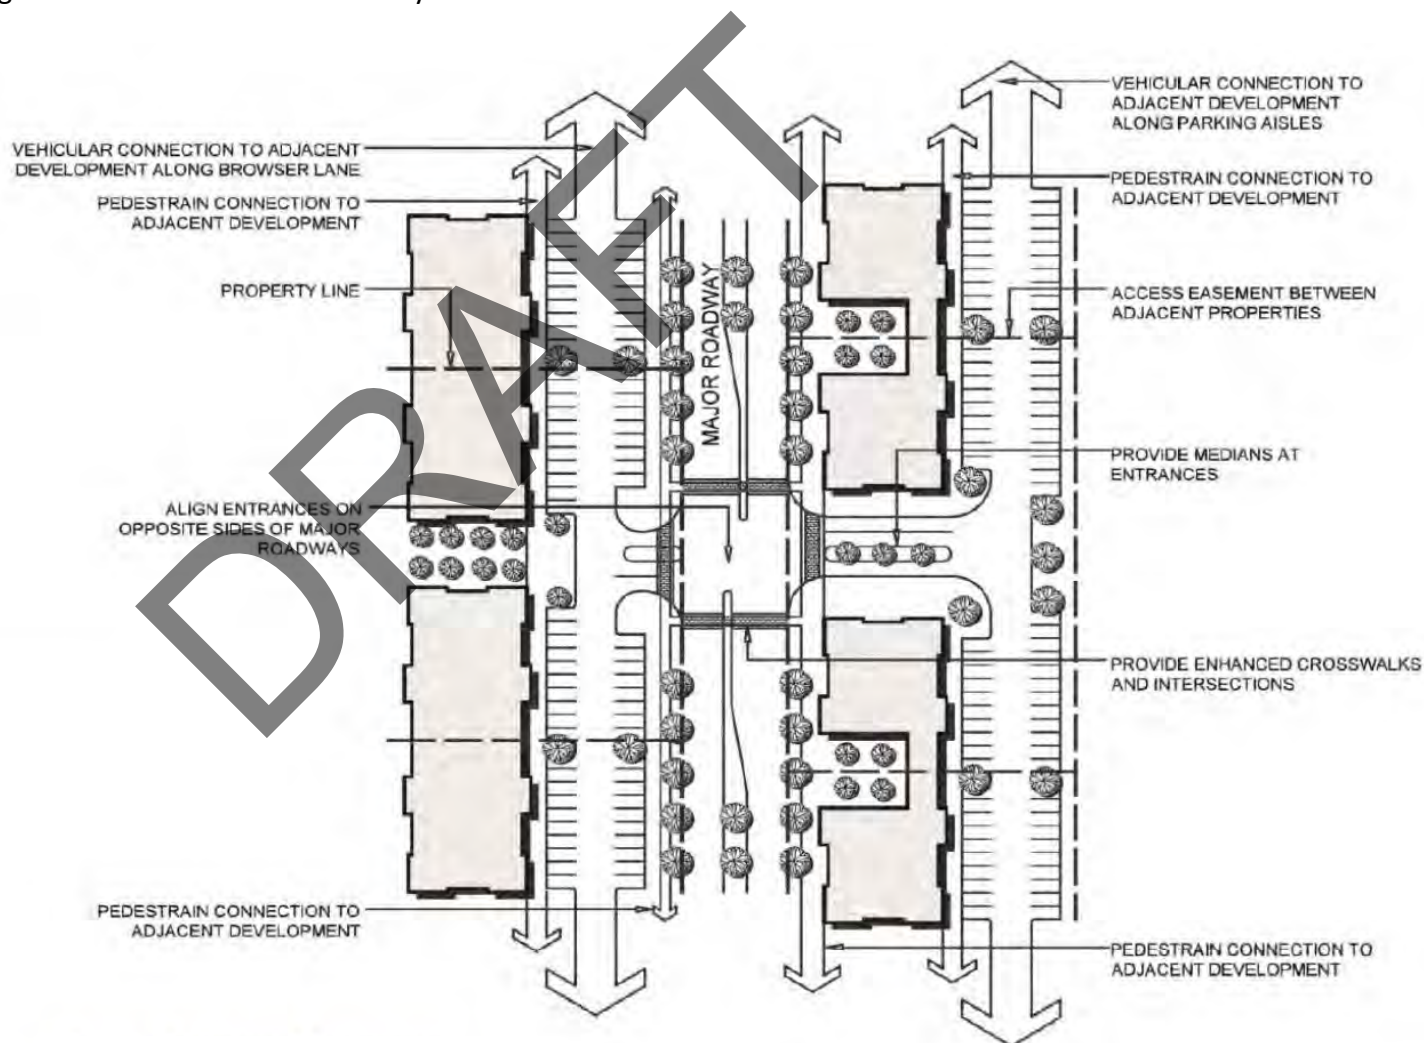 VEHICULAR CONNECTION TO ADJACENT
DEVELOPMENT ALONG BROWSER LANE
PEDESTRAIN CONNECTION TO
ADJACENT DEVELOPMENT
PROPERTY LINE
ALIGN ENTRANCES ON
OPPOSITE SIDES OF MAJOR
ROADWAYS
PEDESTRAIN CONNECTION TO
ADJACENT DEVELOPMENT
MAJOR ROADWAY
DRAFT
VEHICULAR CONNECTION TO
ADJACENT DEVELOPMENT
ALONG PARKING AISLES
PEDESTRAIN CONNECTION TO
ADJACENT DEVELOPMENT
ACCESS EASEMENT BETWEEN
ADJACENT PROPERTIES
PROVIDE MEDIANS AT
ENTRANCES
PROVIDE ENHANCED CROSSWALKS
AND INTERSECTIONS
PEDESTRAIN CONNECTION TO
ADJACENT DEVELOPMENT